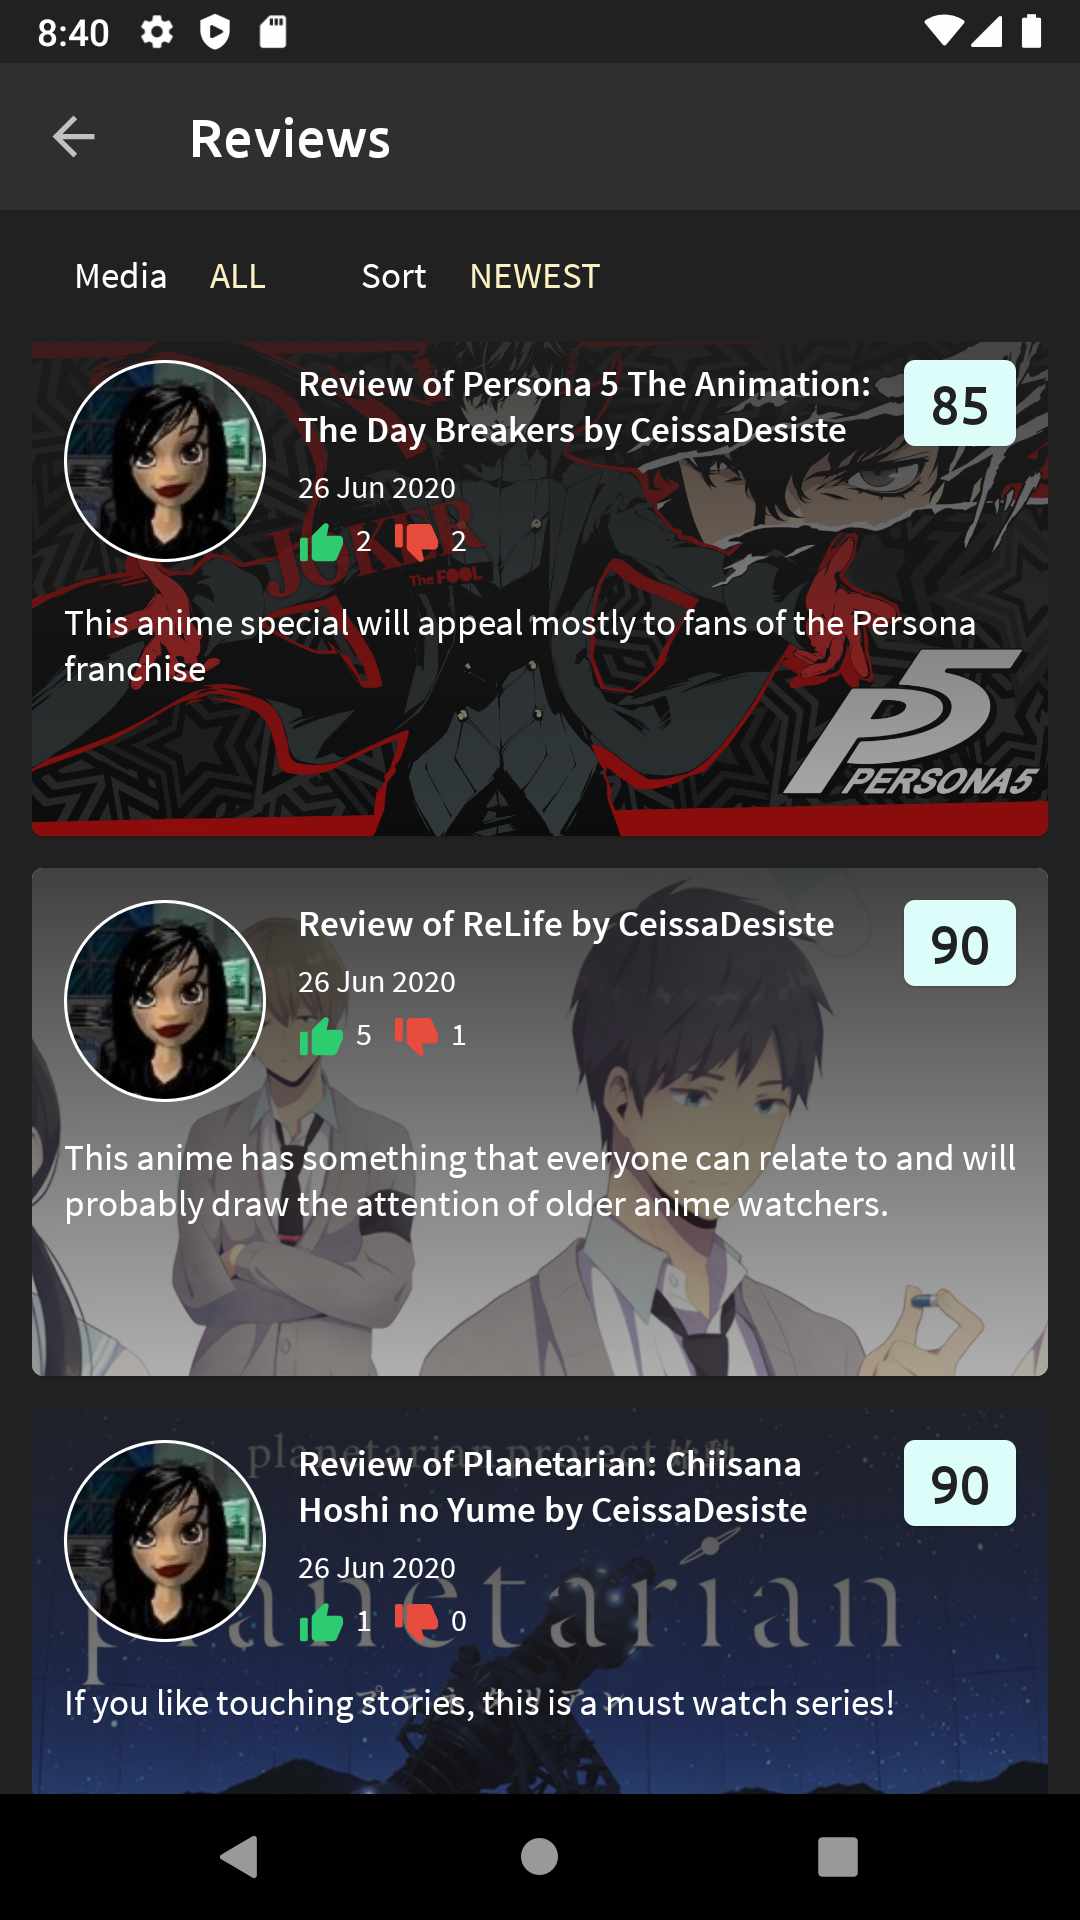 8:40
Reviews
Media ALL Sort NEWEST
Review of Persona 5 The Animation:
The Day Breakers by CeissaDesiste
85
26 Jun 2020
2 2
JOKER
The FOOL
This anime special will appeal mostly to fans of the Persona
franchise
P5
PERSONA5
Review of ReLife by CeissaDesiste
90
26 Jun 2020
5 1
This anime has something that everyone can relate to and will
probably draw the attention of older anime watchers.
planetarian project
Review of Planetarian: Chiisana
Hoshi no Yume by CeissaDesiste
90
26 Jun 2020
planetarian
1 0
If you like touching stories, this is a must watch series!